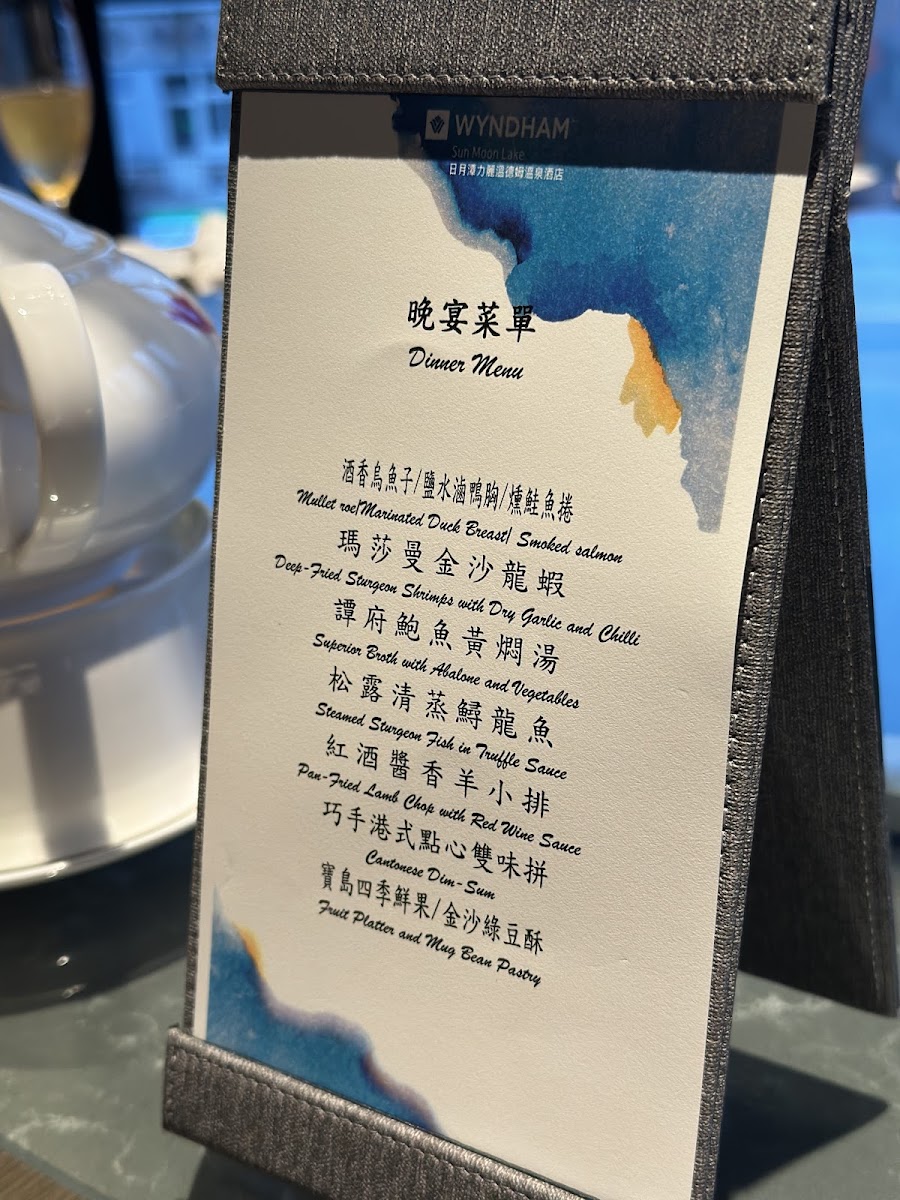 WYNDHAM
Sun Moon Lake
日月潭力麗溫德姆溫泉酒店
晚宴菜單
Dinner Menu
酒香烏魚子/鹽水滷鴨胸/燻鮭魚捲
Mullet roe/Marinated Duck Breast/ Smoked salmon
瑪莎曼金沙龍蝦
Deep-Fried Sturgeon Shrimps with Dry Garlic and Chilli
譚府鮑魚黃燜湯
Superior Broth with Abalone and Vegetables
松露清蒸鱘龍魚
Steamed Sturgeon Fish in Truffle Sauce
紅酒醬香羊小排
Pan-Fried Lamb Chop with Red Wine Sauce
巧手港式點心雙味拼
Cantonese Dim-Sum
寶島四季鮮果/金沙綠豆酥
Fruit Platter and Mug Bean Pastry